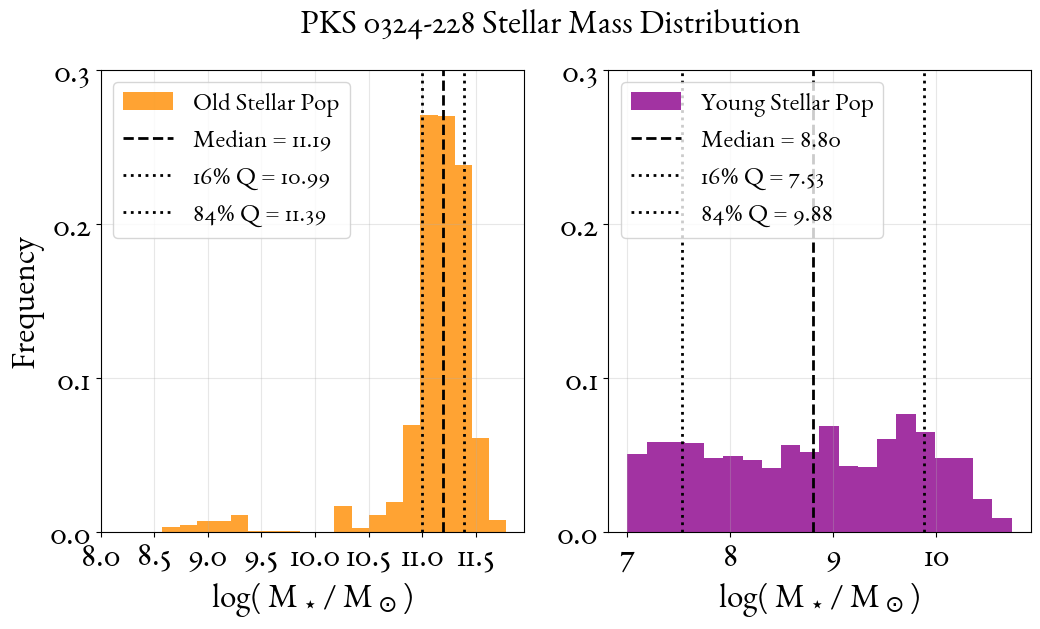 PKS 0324-228 Stellar Mass Distribution
Frequency
0.3
0.2
0.1
0.0
Old Stellar Pop
Median = 11.19
16% Q = 10.99
84% Q = 11.39
8.0 8.5 9.0 9.5 10.0 10.5 11.0 11.5
log( M ⋆ / M ⊙ )
0.3
0.2
0.1
0.0
Young Stellar Pop
Median = 8.80
16% Q = 7.53
84% Q = 9.88
7 8 9 10
log( M ⋆ / M ⊙ )